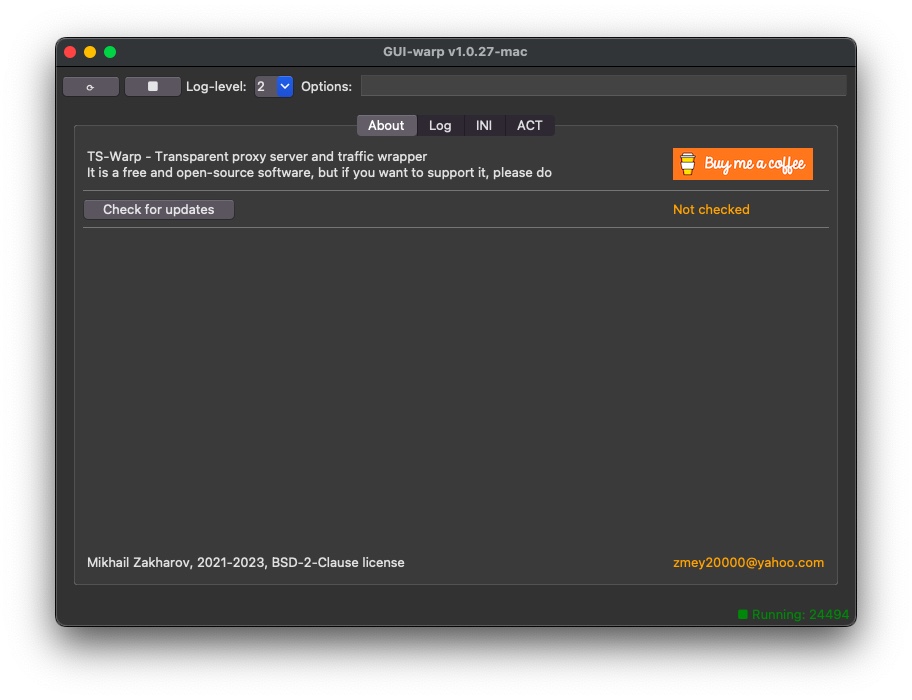 GUI-warp v1.0.27-mac
Log-level: 2 Options:
About Log INI ACT
TS-Warp - Transparent proxy server and traffic wrapper
It is a free and open-source software, but if you want to support it, please do
Buy me a coffee
Check for updates
Not checked
Mikhail Zakharov, 2021-2023, BSD-2-Clause license
zmey20000@yahoo.com
Running: 24494